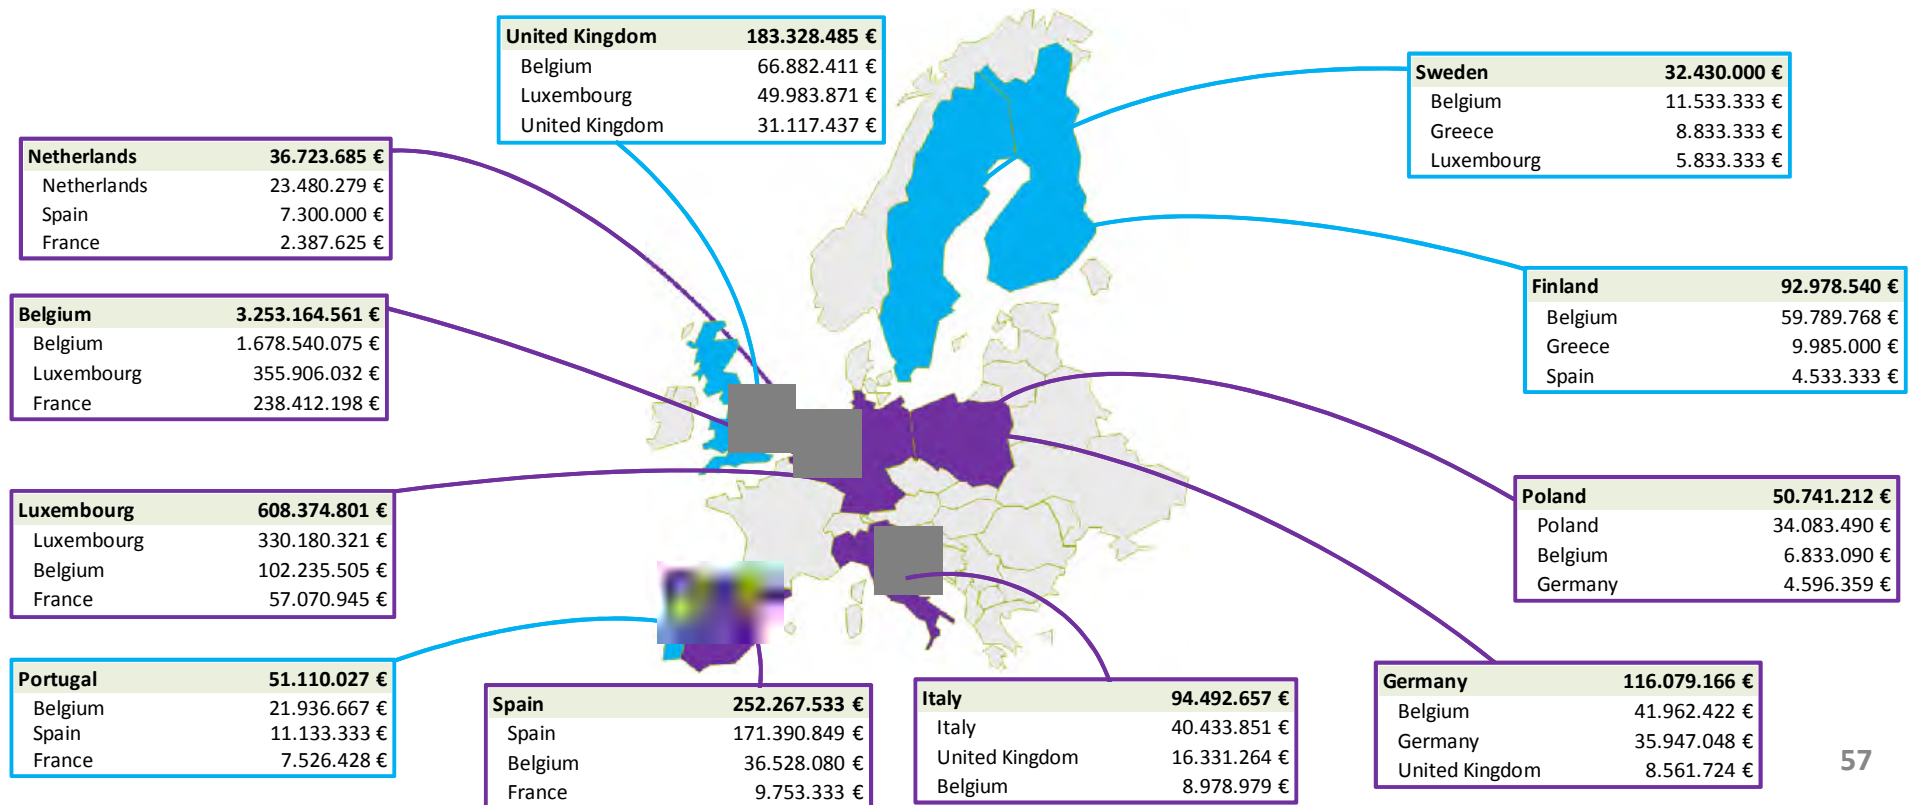 United Kingdom 183.328.485 €
Belgium 66.882.411 €
Luxembourg 49.983.871 €
United Kingdom 31.117.437 €
Sweden 32.430.000 €
Belgium 11.533.333 €
Greece 8.833.333 €
Luxembourg 5.833.333 €
Netherlands 36.723.685 €
Netherlands 23.480.279 €
Spain 7.300.000 €
France 2.387.625 €
Finland 92.978.540 €
Belgium 59.789.768 €
Greece 9.985.000 €
Spain 4.533.333 €
Belgium 3.253.164.561 €
Belgium 1.678.540.075 €
Luxembourg 355.906.032 €
France 238.412.198 €
Poland 50.741.212 €
Poland 34.083.490 €
Belgium 6.833.090 €
Germany 4.596.359 €
Luxembourg 608.374.801 €
Luxembourg 330.180.321 €
Belgium 102.235.505 €
France 57.070.945 €
Portugal 51.110.027 €
Belgium 21.936.667 €
Spain 11.133.333 €
France 7.526.428 €
Spain 252.267.533 €
Spain 171.390.849 €
Belgium 36.528.080 €
France 9.753.333 €
Italy 94.492.657 €
Italy 40.433.851 €
United Kingdom 16.331.264 €
Belgium 8.978.979 €
Germany 116.079.166 €
Belgium 41.962.422 €
Germany 35.947.048 €
United Kingdom 8.561.724 €
57